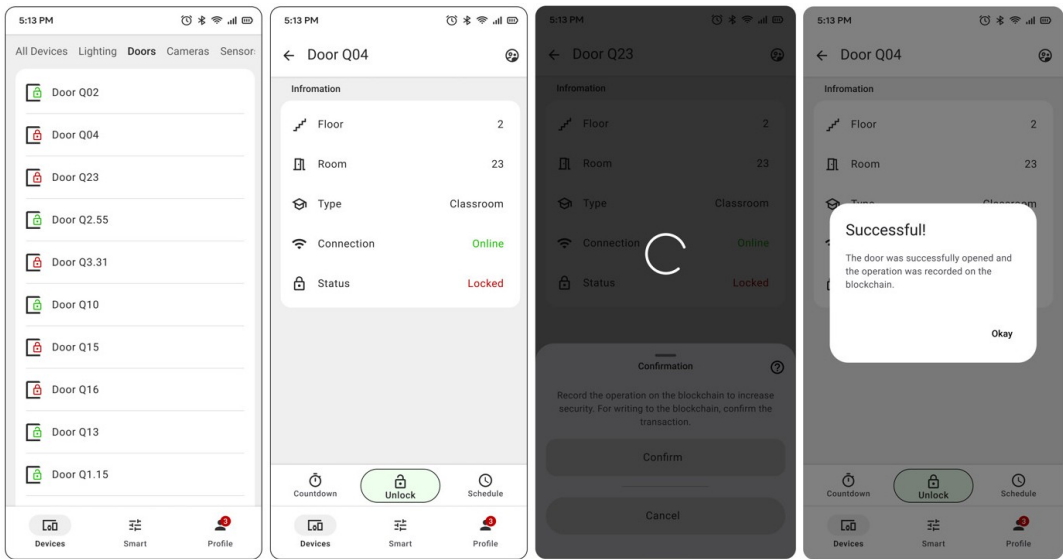 5:13 PM
All Devices Lighting Doors Cameras Sensor
Door Q02
Door Q04
Door Q23
Door Q2.55
Door Q3.31
Door Q10
Door Q15
Door Q16
Door Q13
Door Q1.15
Devices Smart 3 Profile
5:13 PM
Door Q04
Infromation
Floor 2
Room 23
Type Classroom
Connection Online
Status Locked
Countdown Unlock Schedule
Devices Smart 3 Profile
5:13 PM
Door Q23
Infromation
Floor 2
Room 23
Type Classroom
Connection Online
Status Locked
Confirmation
Record the operation on the blockchain to increase
security. For writing to the blockchain, confirm the
transaction.
Confirm
Cancel
5:13 PM
Door Q04
Infromation
Floor 2
Room 23
Type Classroom
Successful!
The door was successfully opened and
the operation was recorded on the
blockchain.
Okay
Countdown Unlock Schedule
Devices Smart 3 Profile